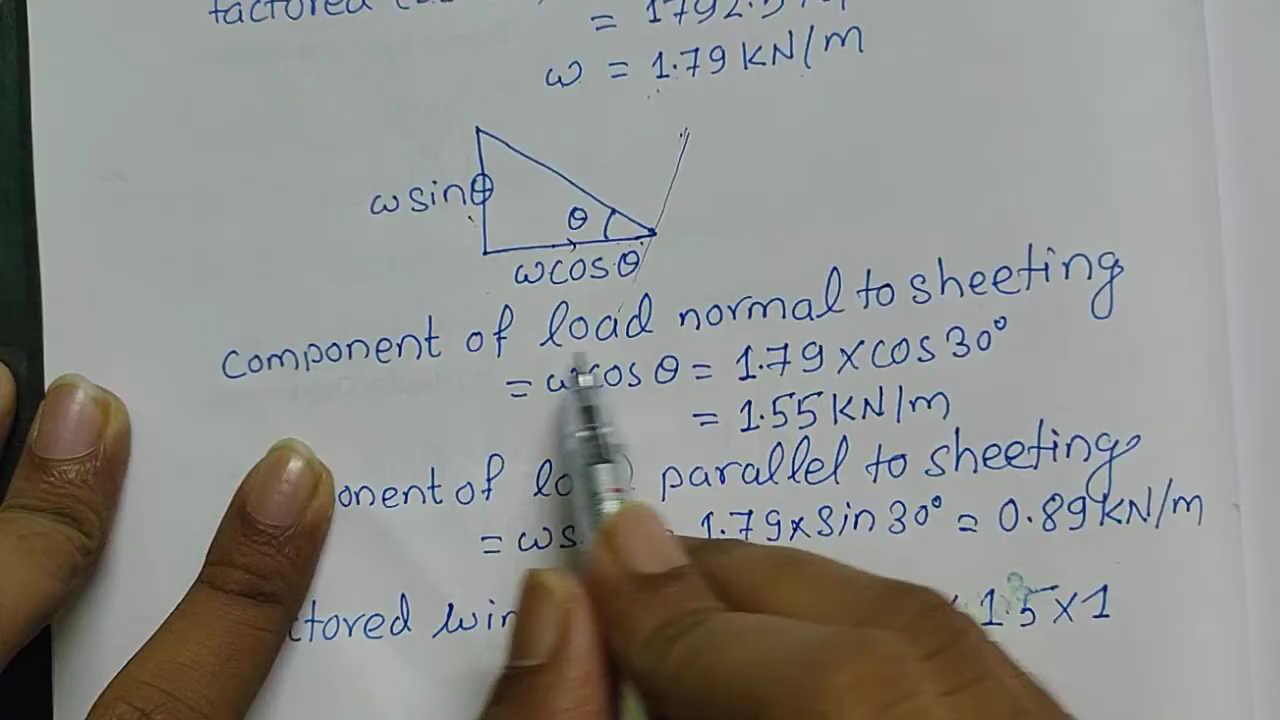 factored
= 1792.5
ω = 1.79 KN/m
ωsinθ
θ
ωcosθ
component of load normal to sheeting
= ωcosθ = 1.79 × cos 30°
= 1.55 KN/m
onent of lo parallel to sheeting
= ωs = 1.79 × sin 30° = 0.89 KN/m
ctored win × 1.5 × 1